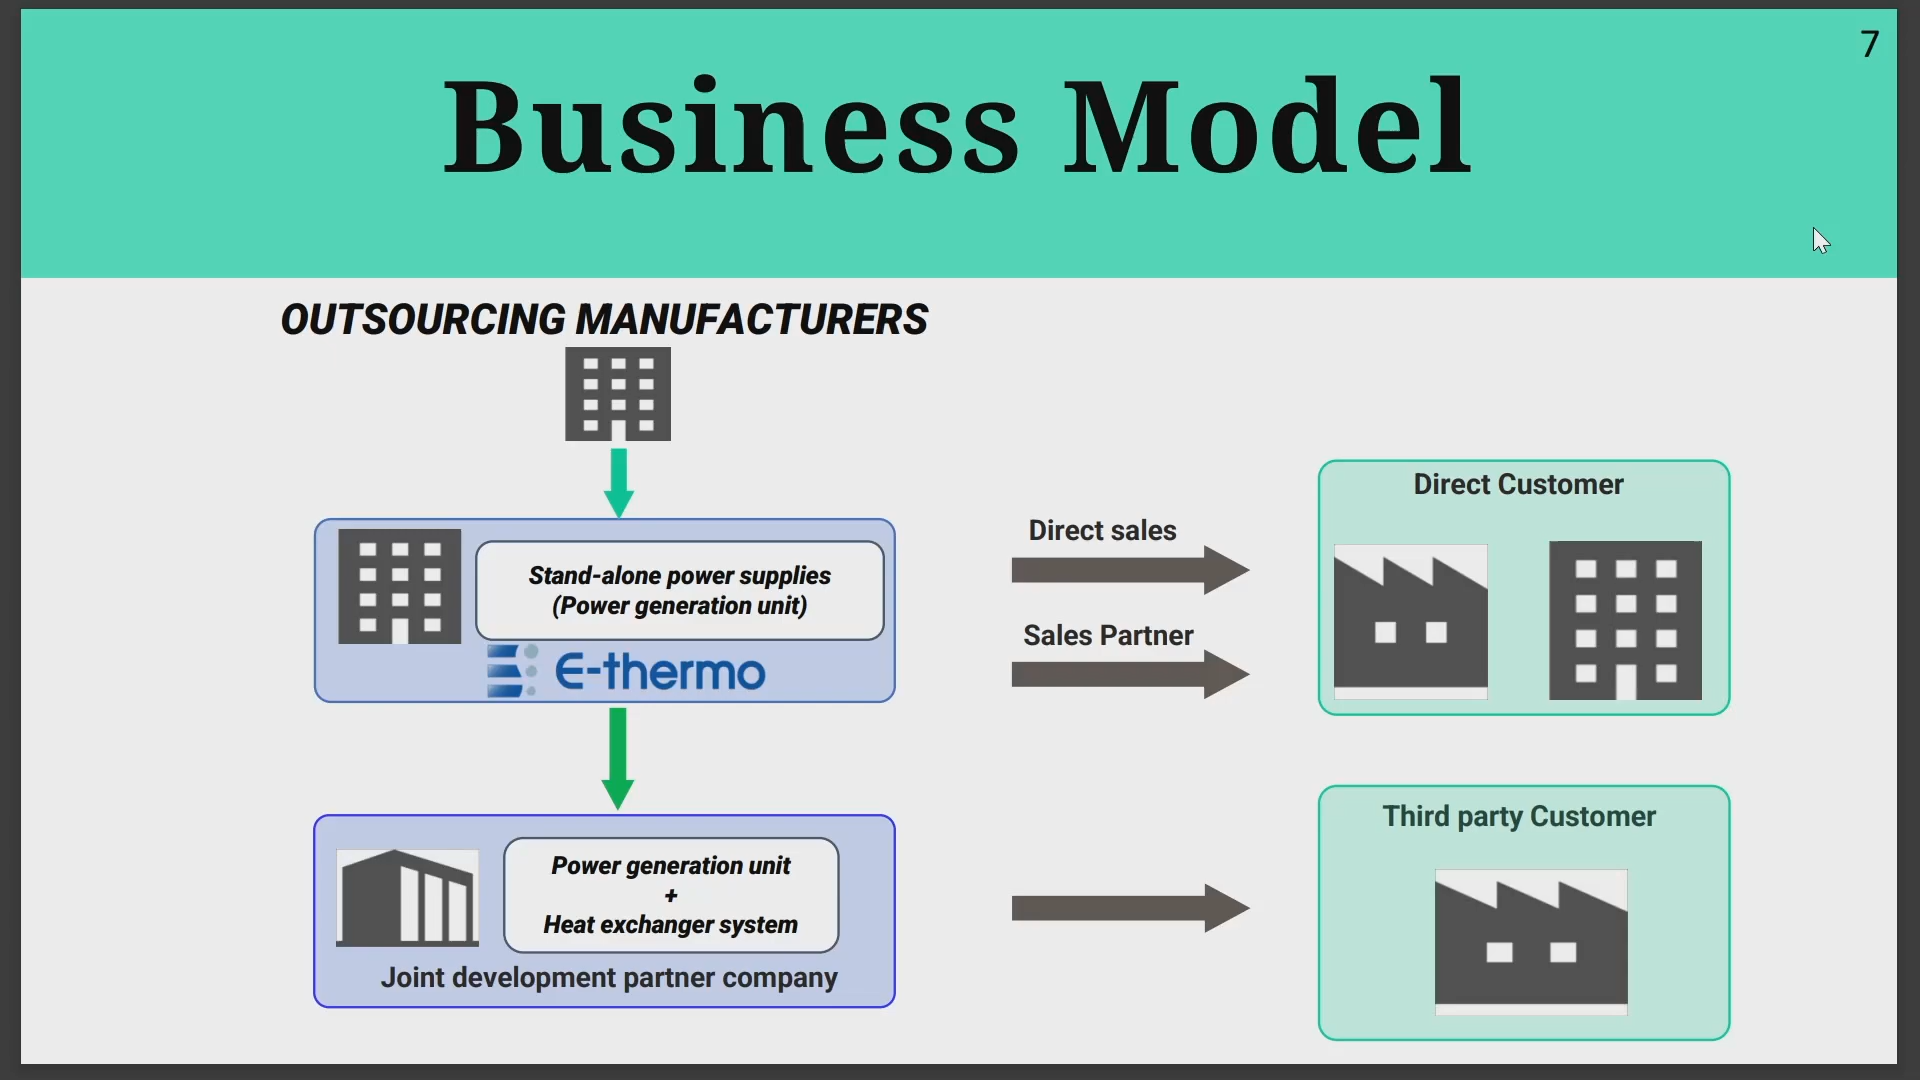 7
Business Model
OUTSOURCING MANUFACTURERS
Stand-alone power supplies
(Power generation unit)
E-thermo
Direct sales
Sales Partner
Direct Customer
Power generation unit
+
Heat exchanger system
Joint development partner company
Third party Customer